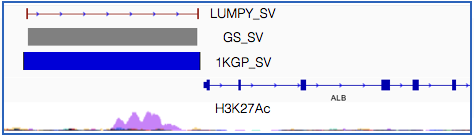 LUMPY_SV
GS_SV
1KGP_SV
ALB
H3K27Ac